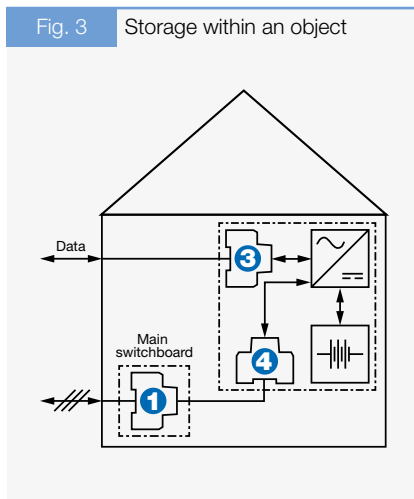 Fig. 3 Storage within an object
Data
3
Main
switchboard
4
1